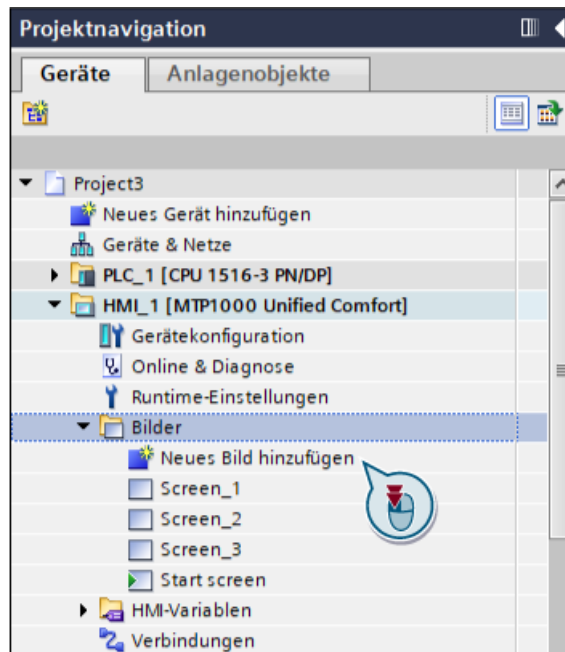 Projektnavigation
Geräte Anlagenobjekte
Project3
Neues Gerät hinzufügen
Geräte & Netze
PLC_1 [CPU 1516-3 PN/DP]
HMI_1 [MTP1000 Unified Comfort]
Gerätekonfiguration
Online & Diagnose
Runtime-Einstellungen
Bilder
Neues Bild hinzufügen
Screen_1
Screen_2
Screen_3
Start screen
HMI-Variablen
Verbindungen